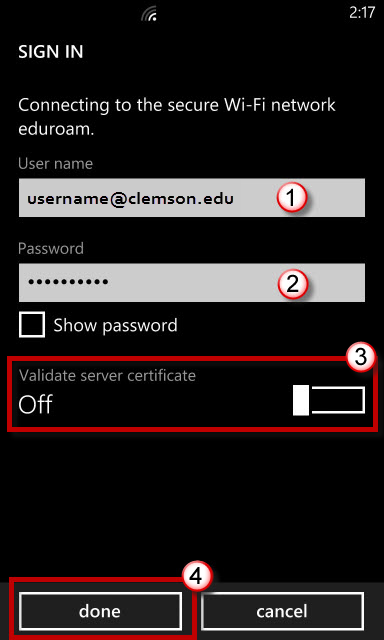 2:17
SIGN IN
Connecting to the secure Wi-Fi network
eduroam.
User name
username@clemson.edu 1
Password
•••••••••• 2
Show password
3
Validate server certificate
Off
4
done cancel